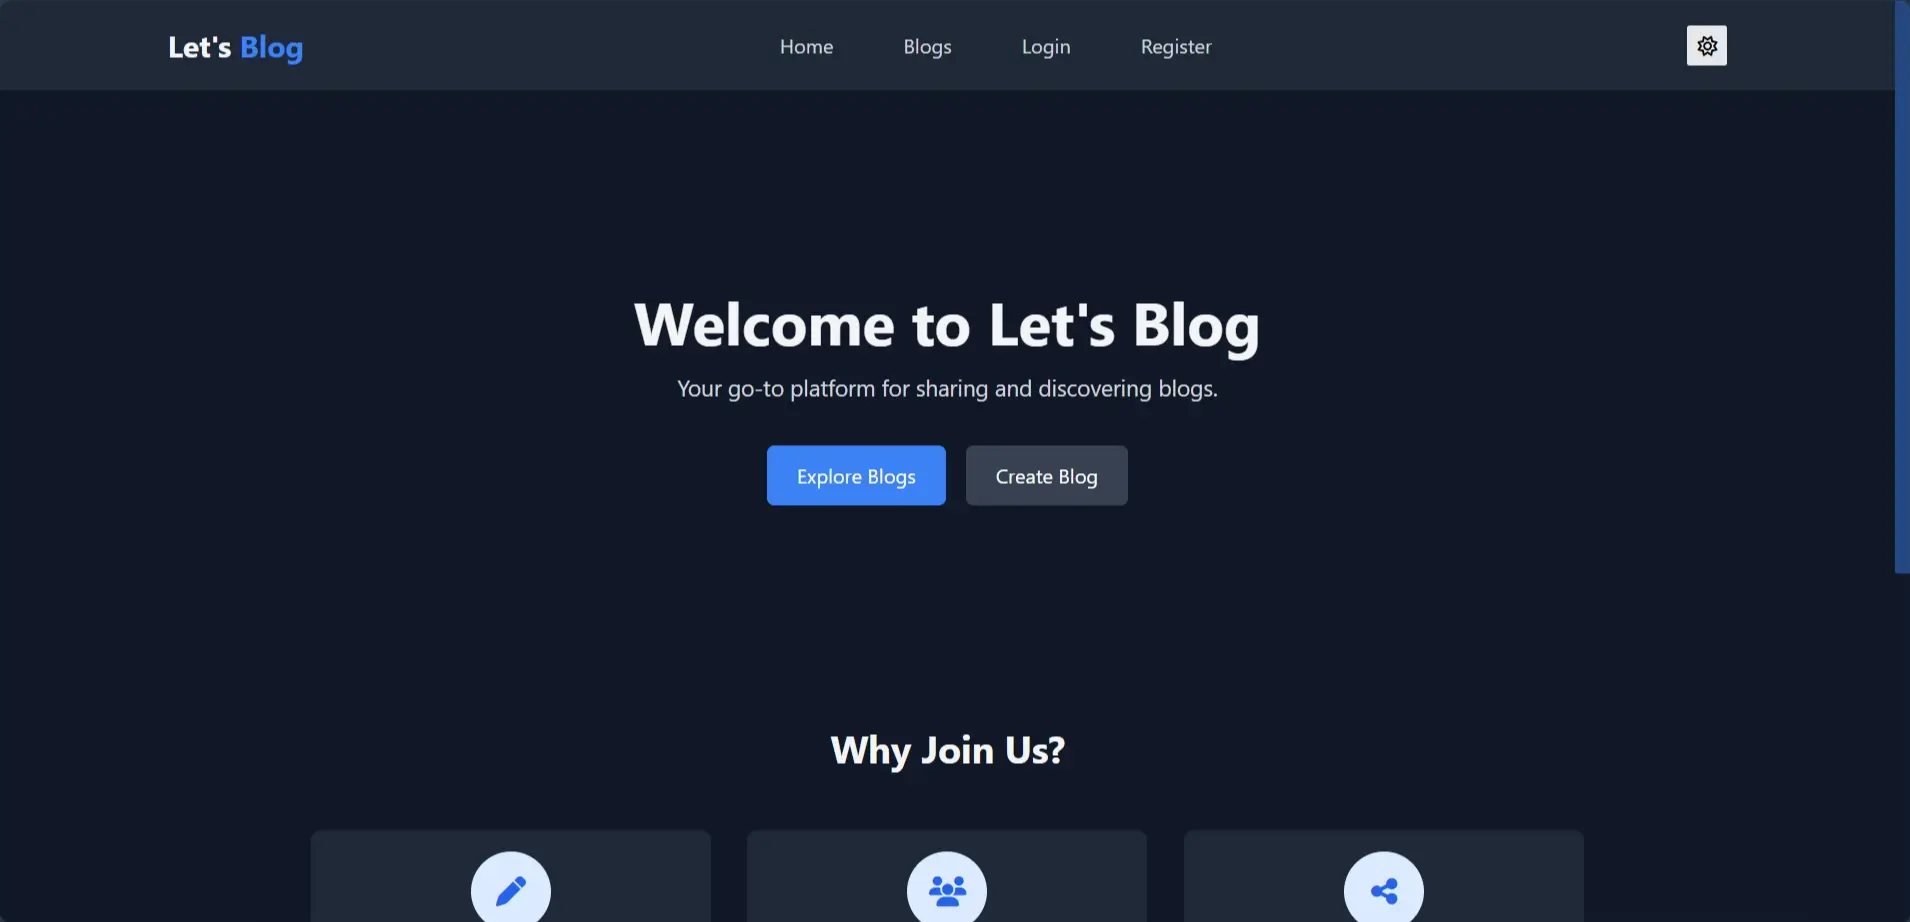 Let's Blog
Home
Blogs
Login
Register
Welcome to Let's Blog
Your go-to platform for sharing and discovering blogs.
Explore Blogs
Create Blog
Why Join Us?